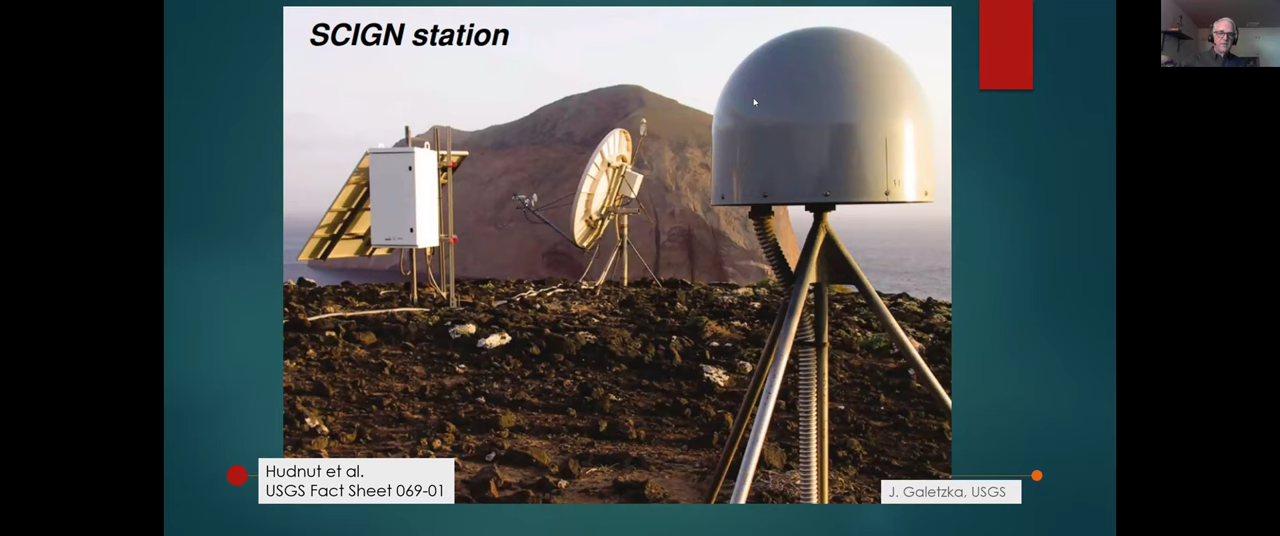 SCIGN station
Hudnut et al.
USGS Fact Sheet 069-01
J. Galetzka, USGS